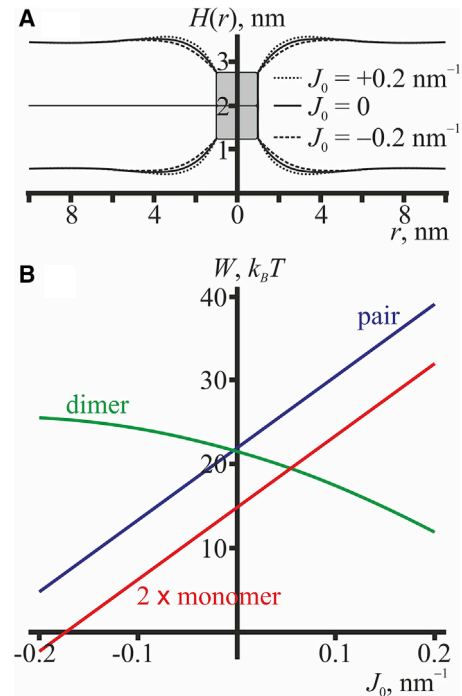 A
H(r), nm
3
2
1
J₀ = +0.2 nm⁻¹
J₀ = 0
J₀ = −0.2 nm⁻¹
8 4 0 4 8
r, nm
B
W, k_BT
40
30
20
10
pair
dimer
2 x monomer
-0.2 -0.1 0.1 0.2
J₀, nm⁻¹